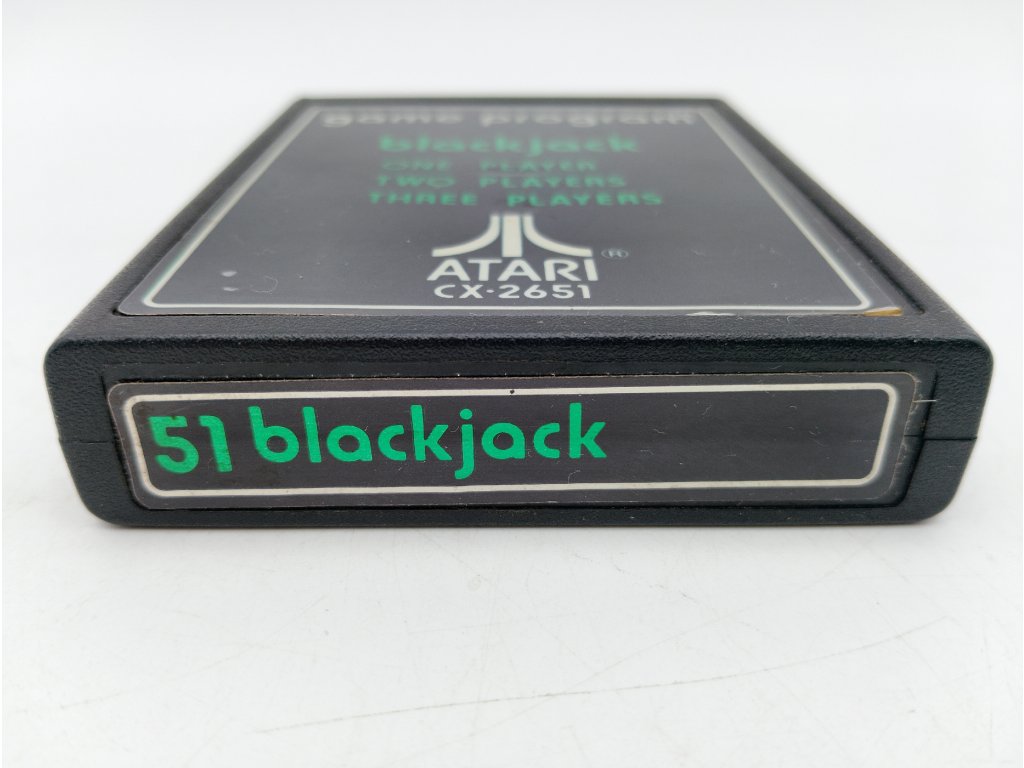 game program
blackjack
ONE PLAYER
TWO PLAYERS
THREE PLAYERS
ATARI®
CX-2651
51 blackjack